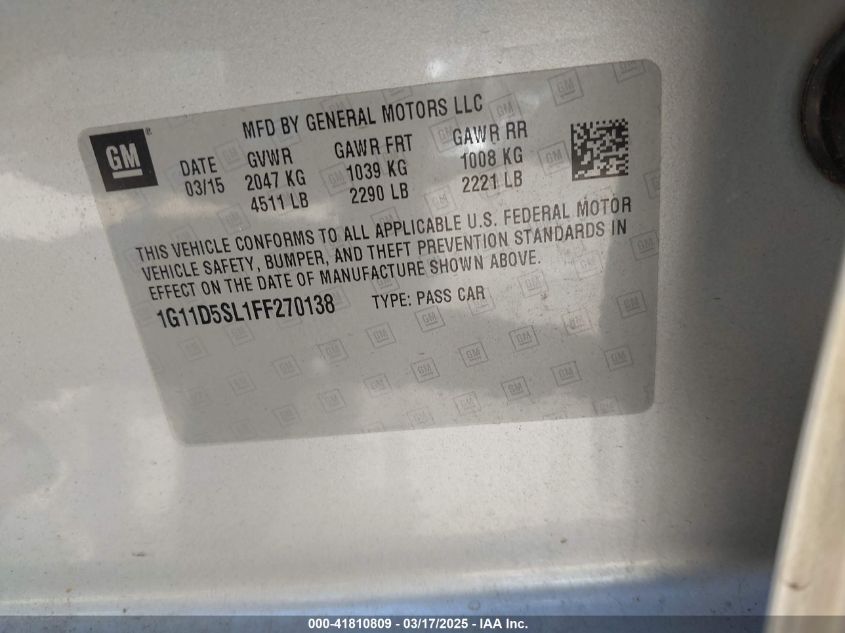 MFD BY GENERAL MOTORS LLC
GM ®
DATE GVWR GAWR FRT GAWR RR
03/15 2047 KG 1039 KG 1008 KG
4511 LB 2290 LB 2221 LB
THIS VEHICLE CONFORMS TO ALL APPLICABLE U.S. FEDERAL MOTOR
VEHICLE SAFETY, BUMPER, AND THEFT PREVENTION STANDARDS IN
EFFECT ON THE DATE OF MANUFACTURE SHOWN ABOVE.
1G11D5SL1FF270138 TYPE: PASS CAR
000-41810809 - 03/17/2025 - IAA Inc.